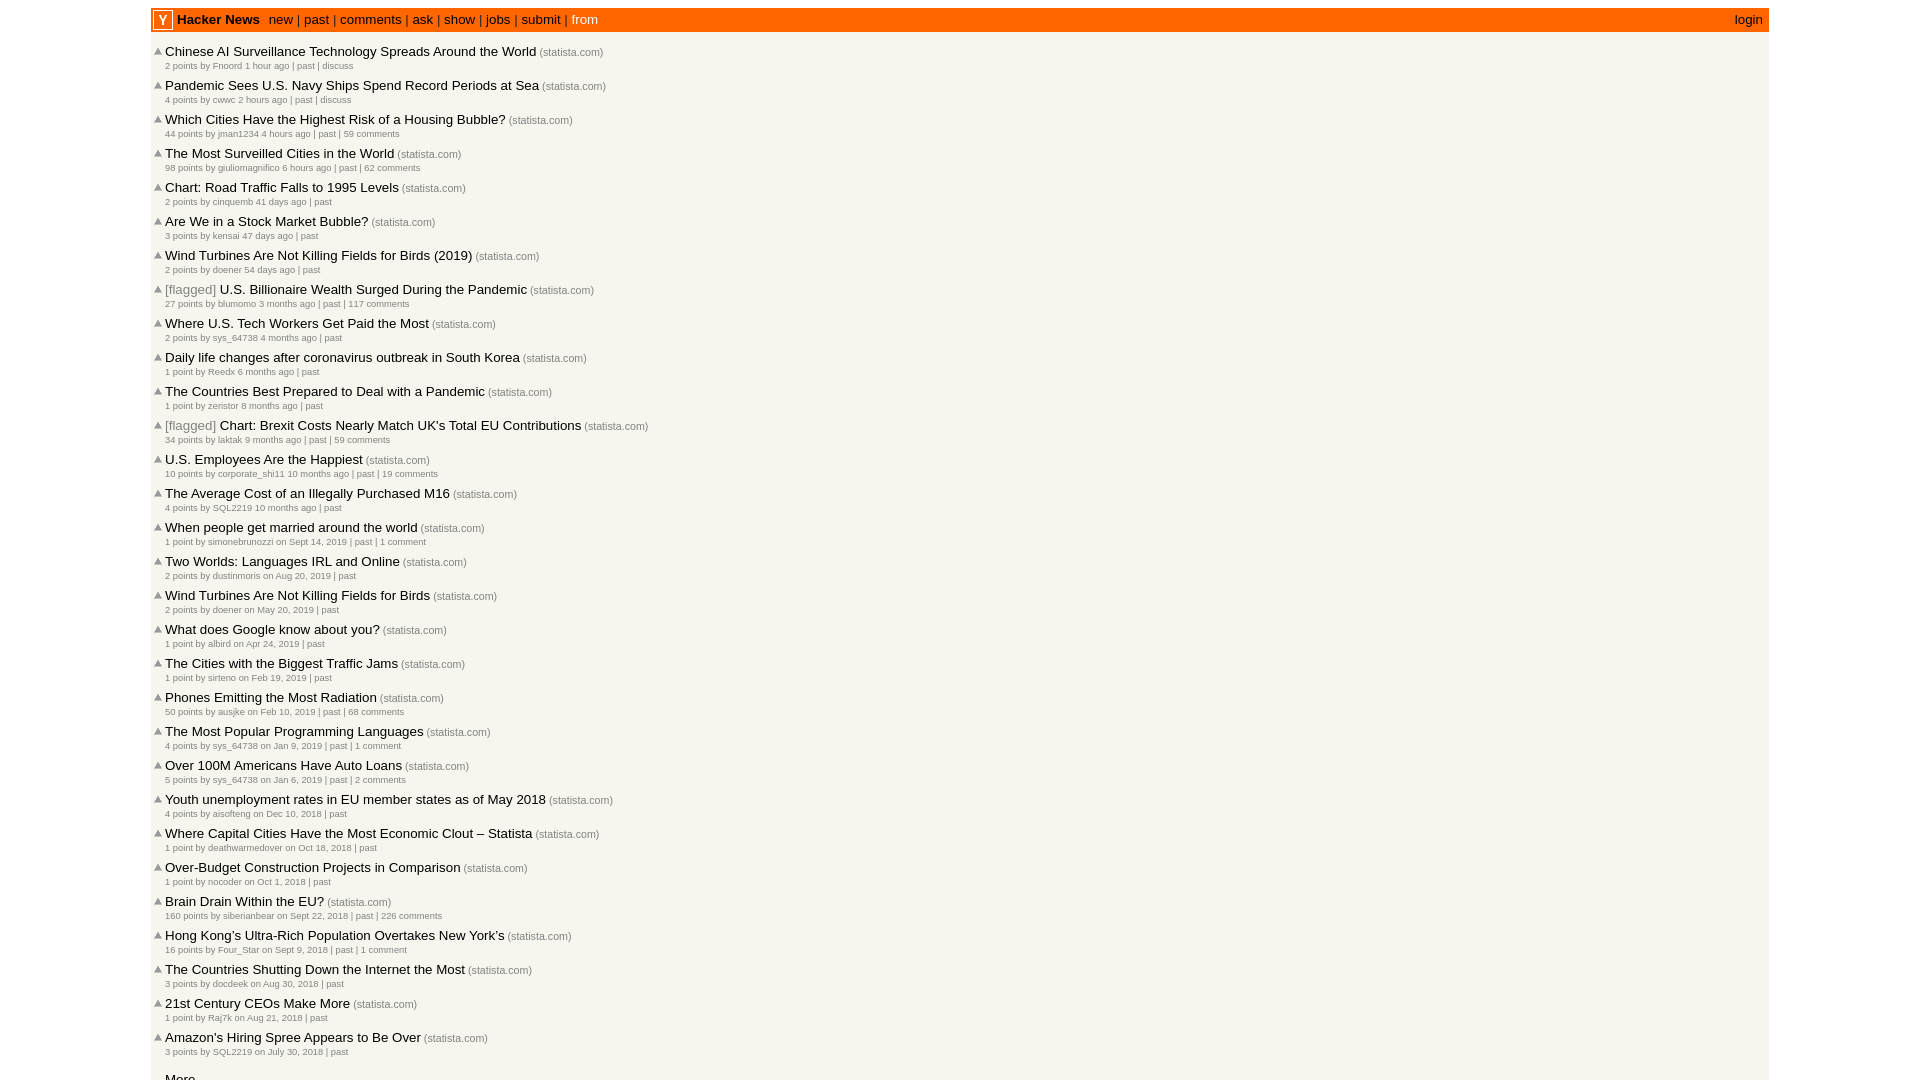 Y Hacker News new | past | comments | ask | show | jobs | submit | from login
Chinese AI Surveillance Technology Spreads Around the World (statista.com)
2 points by Fnoord 1 hour ago | past | discuss
Pandemic Sees U.S. Navy Ships Spend Record Periods at Sea (statista.com)
4 points by cwwc 2 hours ago | past | discuss
Which Cities Have the Highest Risk of a Housing Bubble? (statista.com)
44 points by jman1234 4 hours ago | past | 59 comments
The Most Surveilled Cities in the World (statista.com)
98 points by giuliomagnifico 6 hours ago | past | 62 comments
Chart: Road Traffic Falls to 1995 Levels (statista.com)
2 points by cinquemb 41 days ago | past
Are We in a Stock Market Bubble? (statista.com)
3 points by kensai 47 days ago | past
Wind Turbines Are Not Killing Fields for Birds (2019) (statista.com)
2 points by doener 54 days ago | past
[flagged] U.S. Billionaire Wealth Surged During the Pandemic (statista.com)
27 points by blumomo 3 months ago | past | 117 comments
Where U.S. Tech Workers Get Paid the Most (statista.com)
2 points by sys_64738 4 months ago | past
Daily life changes after coronavirus outbreak in South Korea (statista.com)
1 point by Reedx 6 months ago | past
The Countries Best Prepared to Deal with a Pandemic (statista.com)
1 point by zeristor 8 months ago | past
[flagged] Chart: Brexit Costs Nearly Match UK's Total EU Contributions (statista.com)
34 points by laktak 9 months ago | past | 59 comments
U.S. Employees Are the Happiest (statista.com)
10 points by corporate_shi11 10 months ago | past | 19 comments
The Average Cost of an Illegally Purchased M16 (statista.com)
4 points by SQL2219 10 months ago | past
When people get married around the world (statista.com)
1 point by simonebrunozzi on Sept 14, 2019 | past | 1 comment
Two Worlds: Languages IRL and Online (statista.com)
2 points by dustinmoris on Aug 20, 2019 | past
Wind Turbines Are Not Killing Fields for Birds (statista.com)
2 points by doener on May 20, 2019 | past
What does Google know about you? (statista.com)
1 point by albird on Apr 24, 2019 | past
The Cities with the Biggest Traffic Jams (statista.com)
1 point by sirteno on Feb 19, 2019 | past
Phones Emitting the Most Radiation (statista.com)
50 points by ausjke on Feb 10, 2019 | past | 68 comments
The Most Popular Programming Languages (statista.com)
4 points by sys_64738 on Jan 9, 2019 | past | 1 comment
Over 100M Americans Have Auto Loans (statista.com)
5 points by sys_64738 on Jan 6, 2019 | past | 2 comments
Youth unemployment rates in EU member states as of May 2018 (statista.com)
4 points by aisofteng on Dec 10, 2018 | past
Where Capital Cities Have the Most Economic Clout – Statista (statista.com)
1 point by deathwarmedover on Oct 18, 2018 | past
Over-Budget Construction Projects in Comparison (statista.com)
1 point by nocoder on Oct 1, 2018 | past
Brain Drain Within the EU? (statista.com)
160 points by siberianbear on Sept 22, 2018 | past | 226 comments
Hong Kong’s Ultra-Rich Population Overtakes New York’s (statista.com)
16 points by Four_Star on Sept 9, 2018 | past | 1 comment
The Countries Shutting Down the Internet the Most (statista.com)
3 points by docdeek on Aug 30, 2018 | past
21st Century CEOs Make More (statista.com)
1 point by Raj7k on Aug 21, 2018 | past
Amazon's Hiring Spree Appears to Be Over (statista.com)
3 points by SQL2219 on July 30, 2018 | past
More